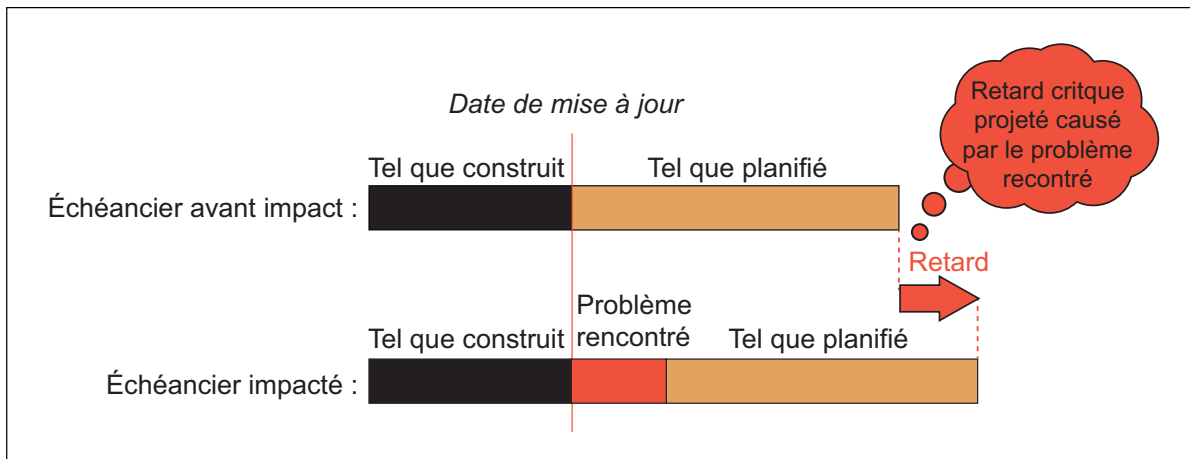 Date de mise à jour
Retard critque
projeté causé
par le problème
recontré
Tel que construit
Tel que planifié
Échéancier avant impact :
Retard
Problème
rencontré
Tel que construit
Tel que planifié
Échéancier impacté :